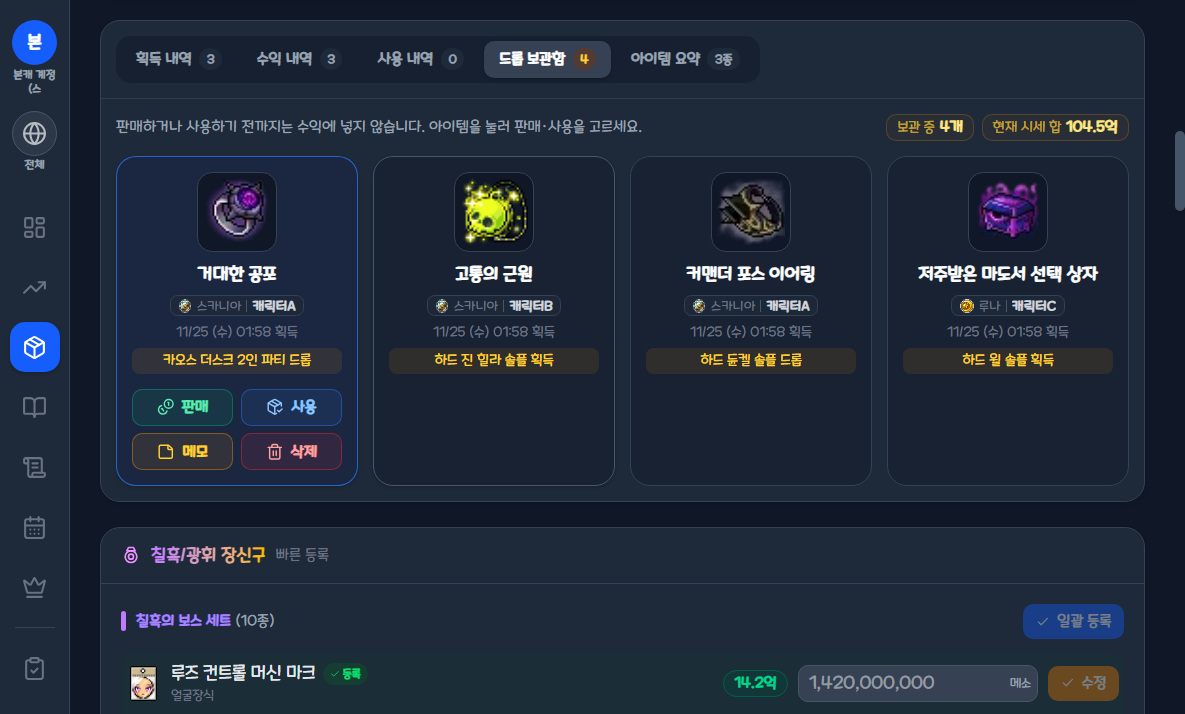 본
본캐 계정
(스
전체
획득 내역 3
수익 내역 3
사용 내역 0
드롭 보관함 4
아이템 요약 3종
판매하거나 사용하기 전까지는 수익에 넣지 않습니다. 아이템을 눌러 판매·사용을 고르세요.
보관 중 4개
현재 시세 합 104.5억
거대한 공포
스카니아 | 캐릭터A
11/25 (수) 01:58 획득
카오스 더스크 2인 파티 드롭
판매
사용
메모
삭제
고통의 근원
스카니아 | 캐릭터B
11/25 (수) 01:58 획득
하드 진 힐라 솔플 획득
커맨더 포스 이어링
스카니아 | 캐릭터A
11/25 (수) 01:58 획득
하드 듄켈 솔플 드롭
저주받은 마도서 선택 상자
루나 | 캐릭터C
11/25 (수) 01:58 획득
하드 윌 솔플 획득
칠흑/광휘 장신구 빠른 등록
칠흑의 보스 세트 (10종)
일괄 등록
루즈 컨트롤 머신 마크
등록
얼굴장식
14.2억
1,420,000,000 메소
수정